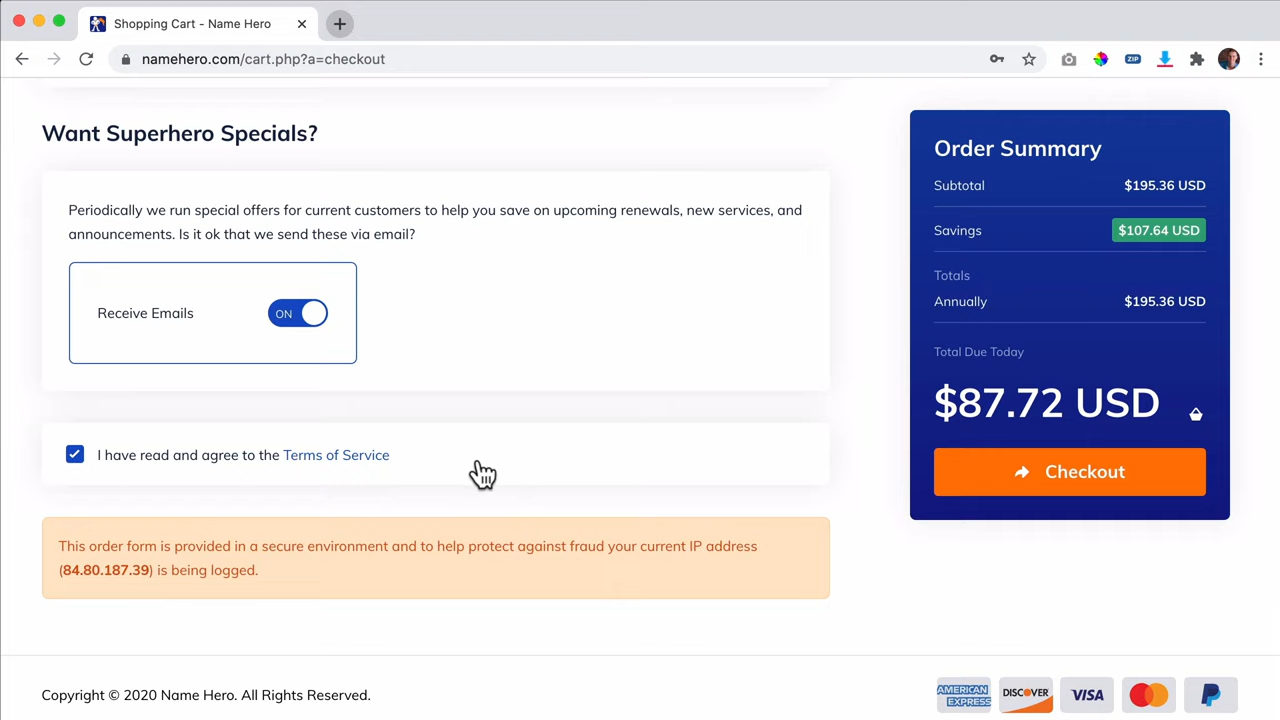 Shopping Cart - Name Hero
namehero.com/cart.php?a=checkout
ZIP
Want Superhero Specials?
Periodically we run special offers for current customers to help you save on upcoming renewals, new services, and
announcements. Is it ok that we send these via email?
Receive Emails
ON
I have read and agree to the Terms of Service
This order form is provided in a secure environment and to help protect against fraud your current IP address
(84.80.187.39) is being logged.
Order Summary
Subtotal $195.36 USD
Savings $107.64 USD
Totals
Annually $195.36 USD
Total Due Today
$87.72 USD
Checkout
Copyright © 2020 Name Hero. All Rights Reserved.
AMERICAN
EXPRESS
DISCOVER
VISA